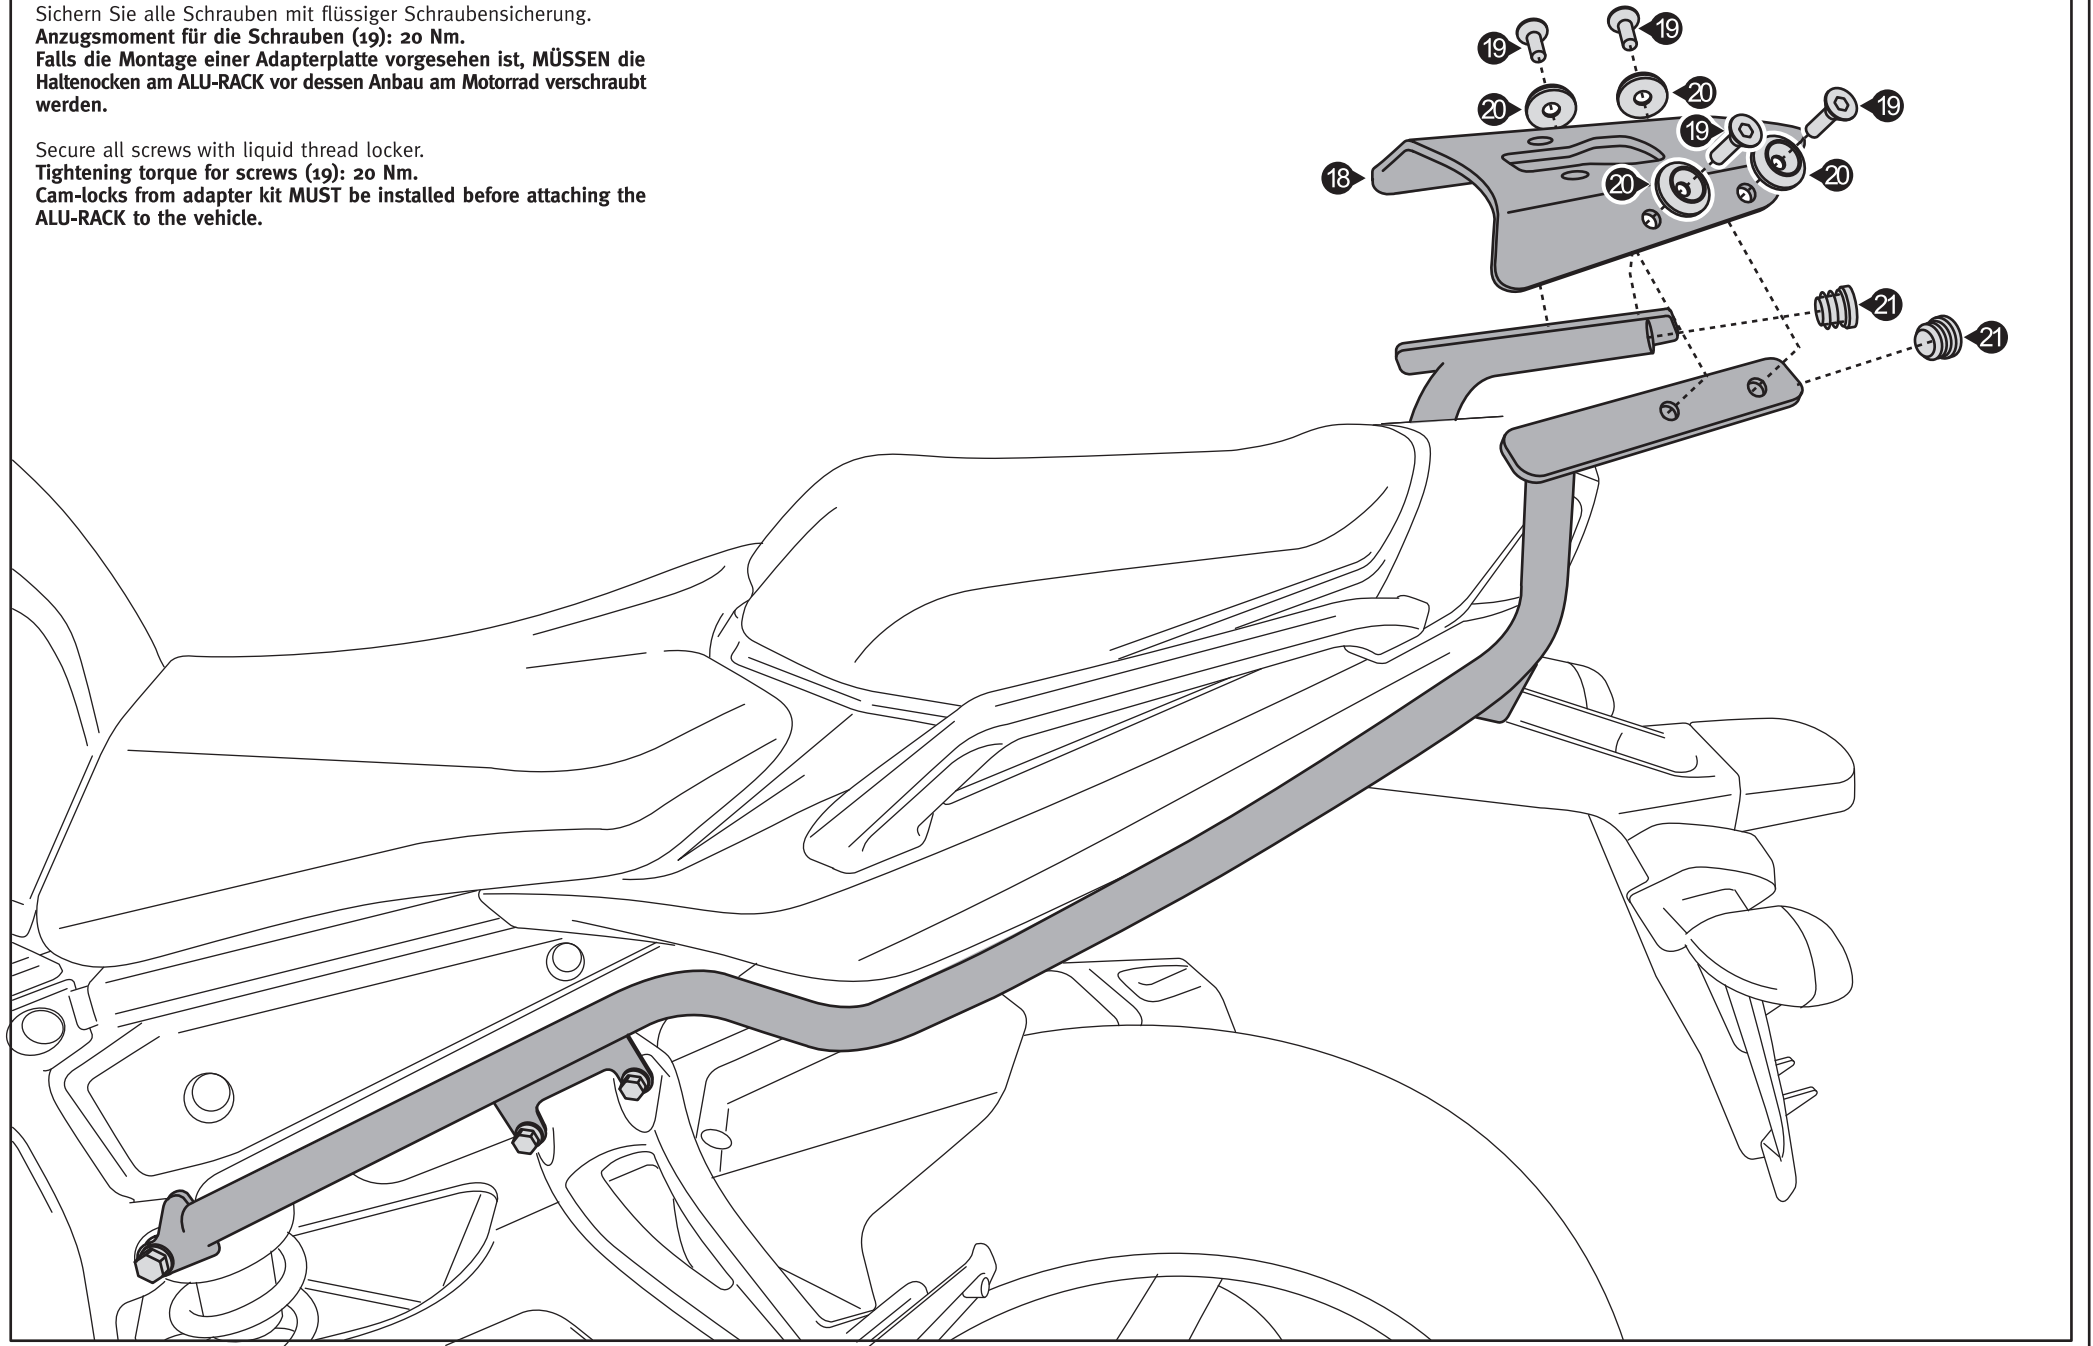 Sichern Sie alle Schrauben mit flüssiger Schraubensicherung.
Anzugsmoment für die Schrauben (19): 20 Nm.
Falls die Montage einer Adapterplatte vorgesehen ist, MÜSSEN die
Haltenocken am ALU-RACK vor dessen Anbau am Motorrad verschraubt
werden.
Secure all screws with liquid thread locker.
Tightening torque for screws (19): 20 Nm.
Cam-locks from adapter kit MUST be installed before attaching the
ALU-RACK to the vehicle.
19
19
20
20
19
19
18
20
20
21
21